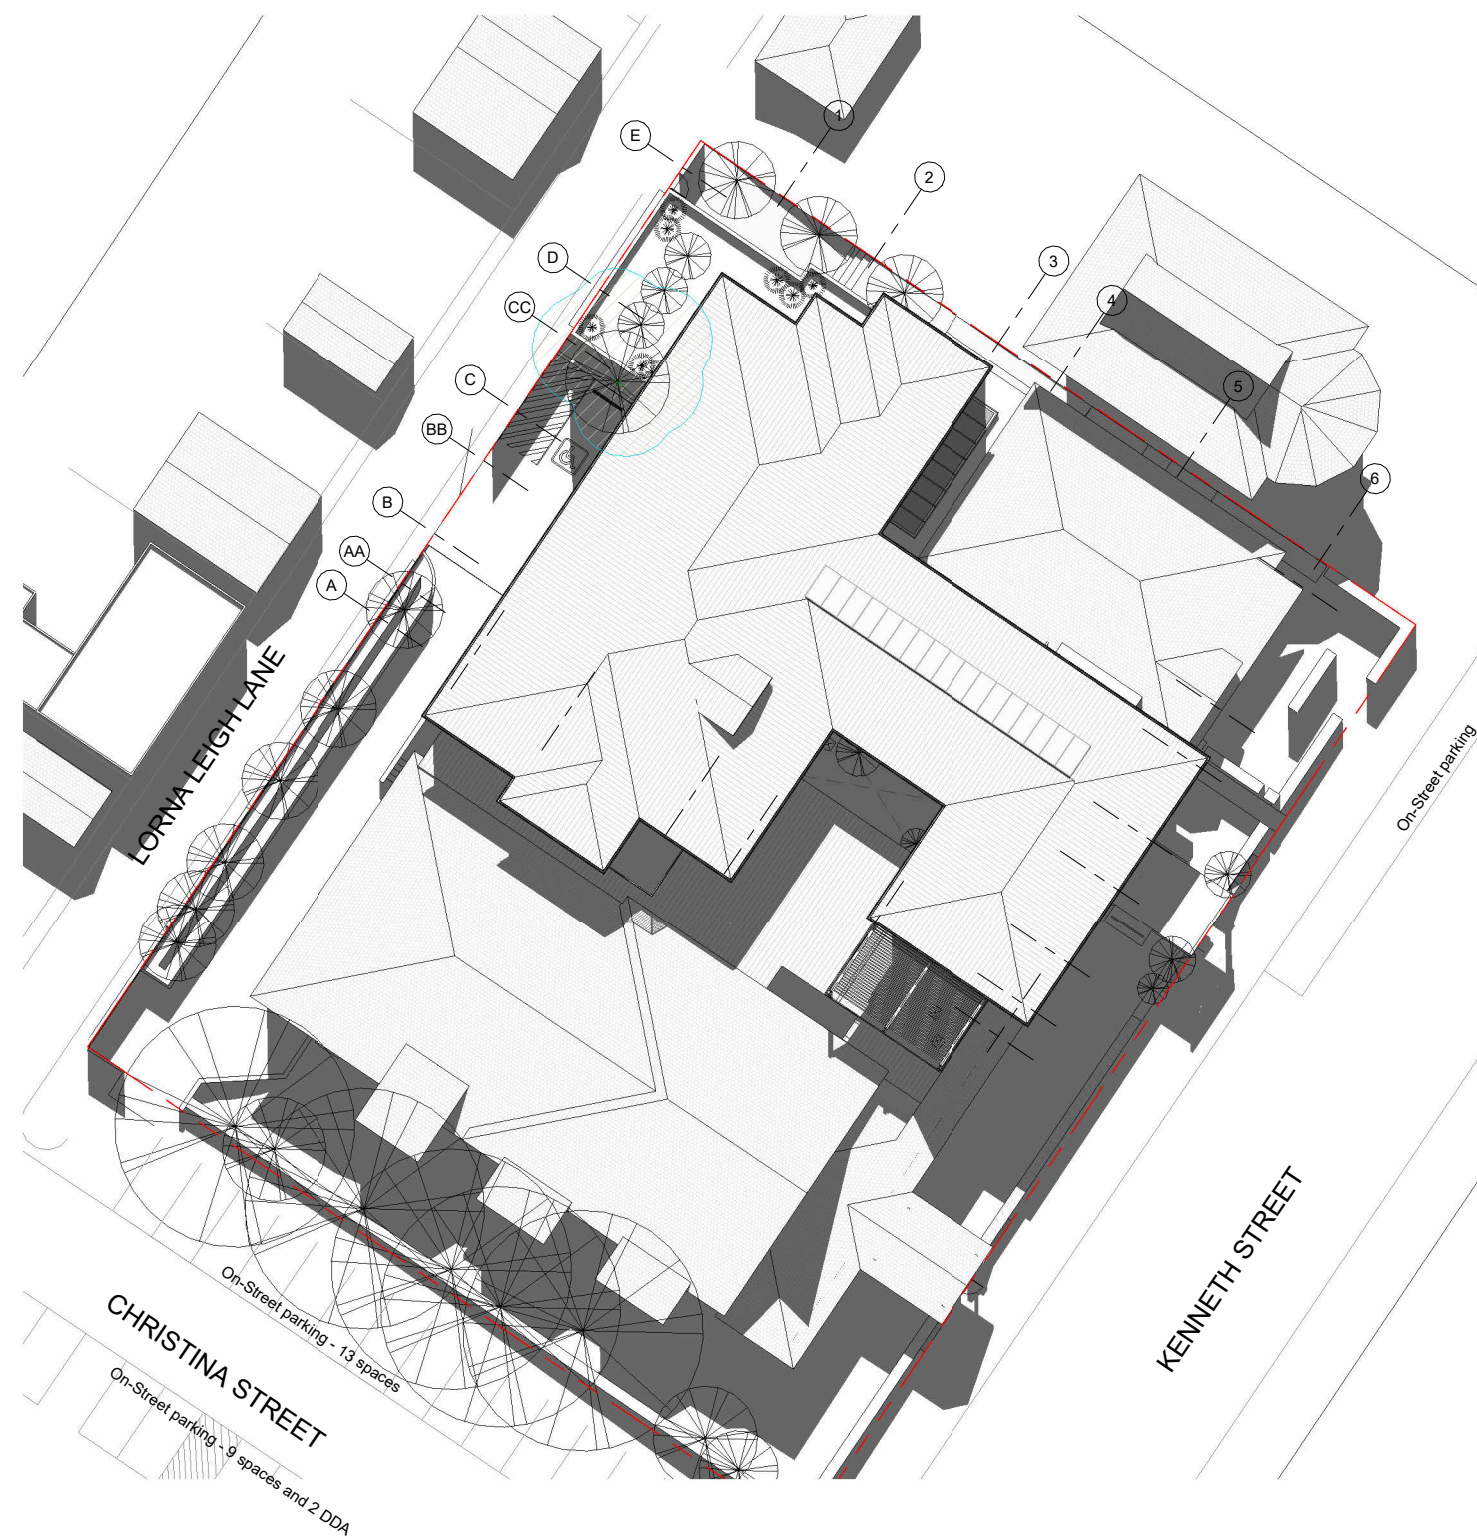 1
E
2
D
3
CC
4
C
5
BB
6
B
AA
A
LORNA LEIGH LANE
On-Street parking
KENNETH STREET
On-Street parking - 13 spaces
CHRISTINA STREET
On-Street parking - 9 spaces and 2 DDA